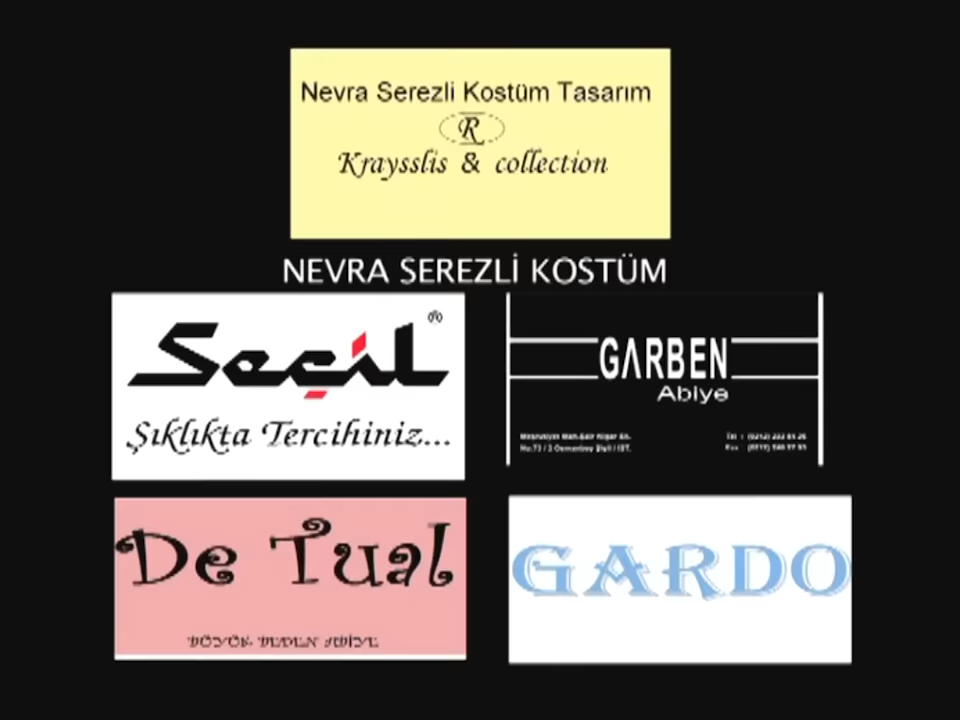 Nevra Serezli Kostüm Tasarım
R
Kraysslis & collection
NEVRA SEREZLİ KOSTÜM
Seçil ®
Şıklıkta Tercihiniz...
GARBEN
Abiye
De Tual
BÜYÜK BEDEN ABİYE
GARDO